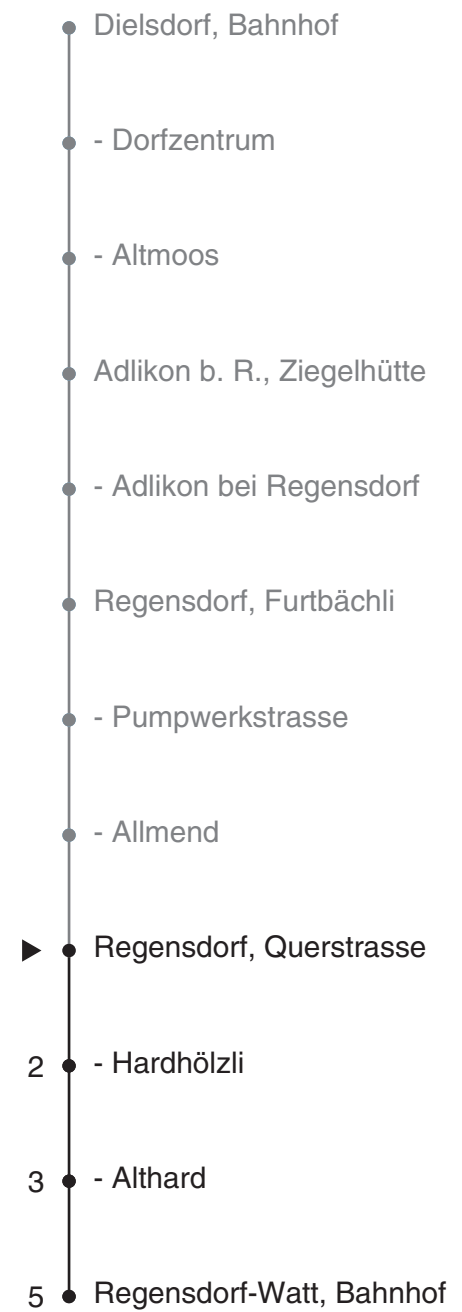 Dielsdorf, Bahnhof
- Dorfzentrum
- Altmoos
Adlikon b. R., Ziegelhütte
- Adlikon bei Regensdorf
Regensdorf, Furtbächli
- Pumpwerkstrasse
- Allmend
Regensdorf, Querstrasse
2 - Hardhölzli
3 - Althard
5 Regensdorf-Watt, Bahnhof